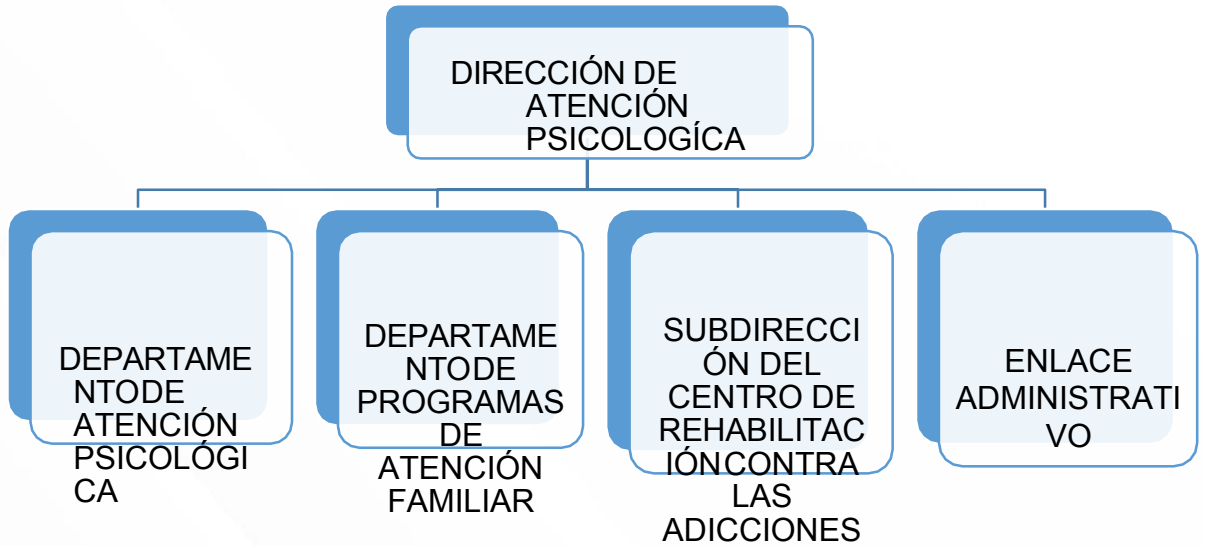 DIRECCIÓN DE
ATENCIÓN
PSICOLOGÍCA
DEPARTAME
NTODE
ATENCIÓN
PSICOLÓGI
CA
DEPARTAME
NTODE
PROGRAMAS
DE
ATENCIÓN
FAMILIAR
SUBDIRECCI
ÓN DEL
CENTRO DE
REHABILITAC
IÓNCONTRA
LAS
ADICCIONES
ENLACE
ADMINISTRATI
VO